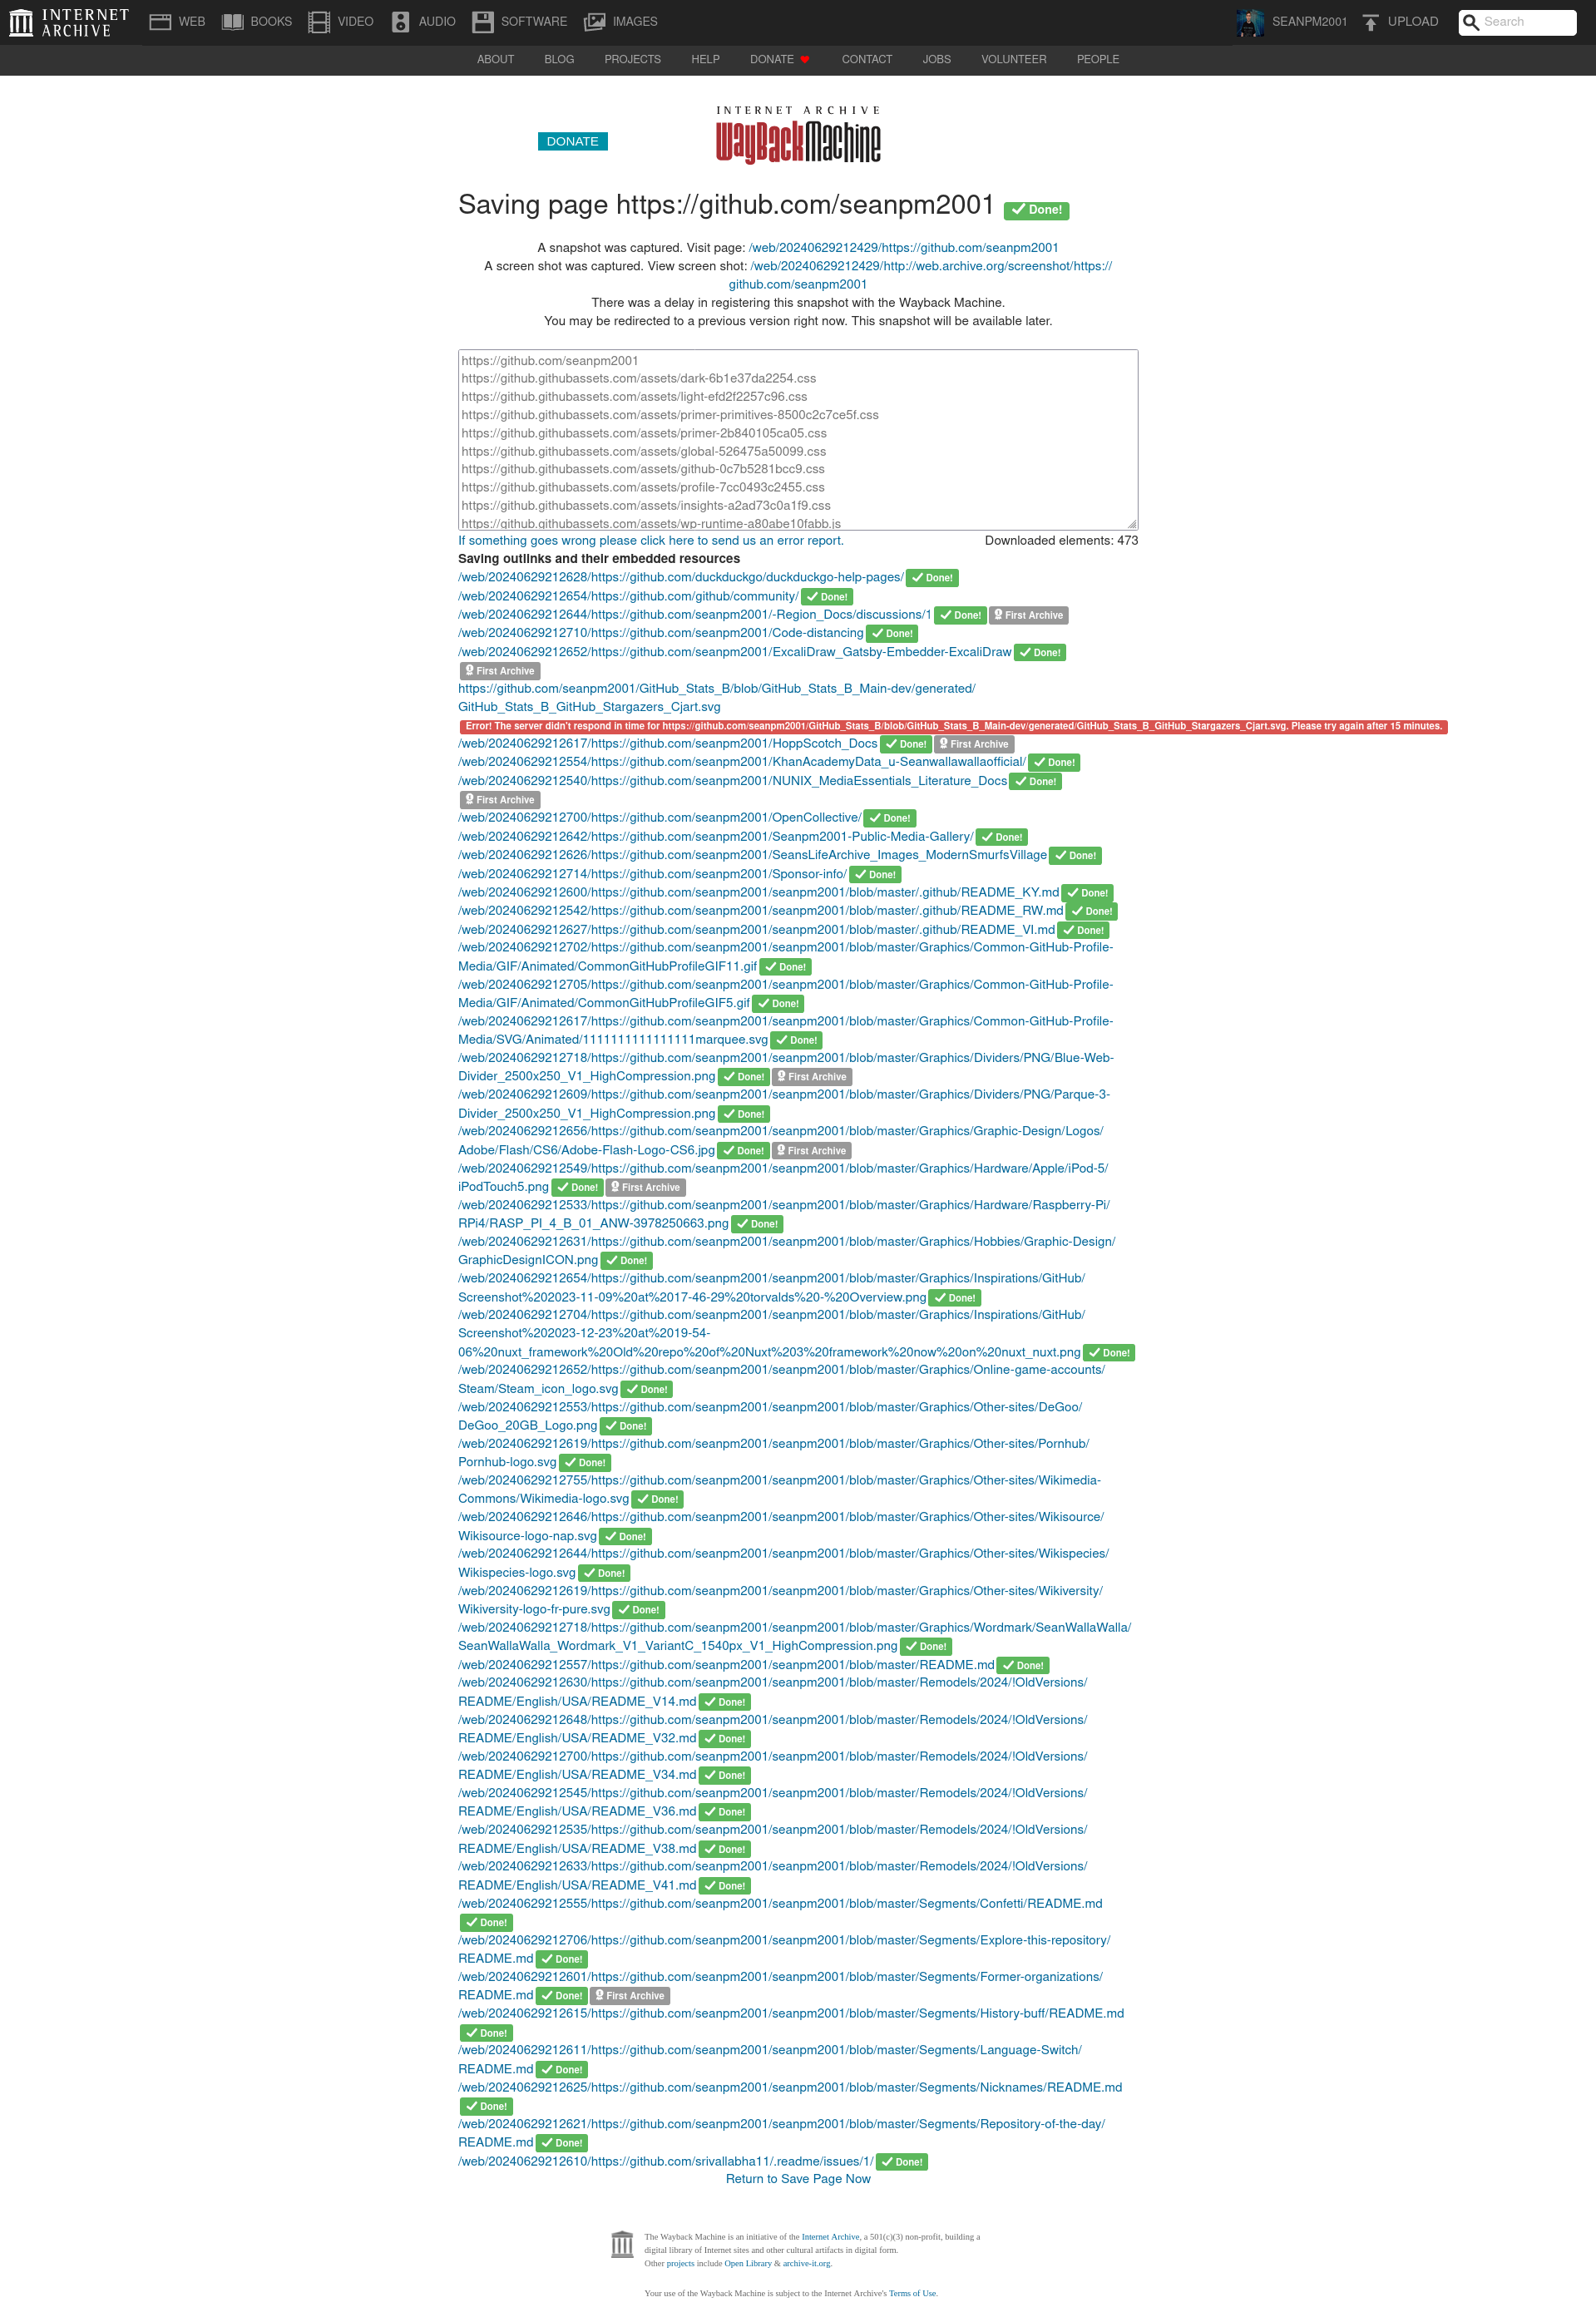 INTERNET ARCHIVE
WEB BOOKS VIDEO AUDIO SOFTWARE IMAGES SEANPM2001 UPLOAD Search
ABOUT BLOG PROJECTS HELP DONATE CONTACT JOBS VOLUNTEER PEOPLE
INTERNET ARCHIVE
DONATE WayBackMachine
Saving page https://github.com/seanpm2001 Done!
A snapshot was captured. Visit page: /web/20240629212429/https://github.com/seanpm2001
A screen shot was captured. View screen shot: /web/20240629212429/http://web.archive.org/screenshot/https://
github.com/seanpm2001
There was a delay in registering this snapshot with the Wayback Machine.
You may be redirected to a previous version right now. This snapshot will be available later.
https://github.com/seanpm2001
https://github.githubassets.com/assets/dark-6b1e37da2254.css
https://github.githubassets.com/assets/light-efd2f2257c96.css
https://github.githubassets.com/assets/primer-primitives-8500c2c7ce5f.css
https://github.githubassets.com/assets/primer-2b840105ca05.css
https://github.githubassets.com/assets/global-526475a50099.css
https://github.githubassets.com/assets/github-0c7b5281bcc9.css
https://github.githubassets.com/assets/profile-7cc0493c2455.css
https://github.githubassets.com/assets/insights-a2ad73c0a1f9.css
https://github.githubassets.com/assets/wp-runtime-a80abe10fabb.js
If something goes wrong please click here to send us an error report. Downloaded elements: 473
Saving outlinks and their embedded resources
/web/20240629212628/https://github.com/duckduckgo/duckduckgo-help-pages/ Done!
/web/20240629212654/https://github.com/github/community/ Done!
/web/20240629212644/https://github.com/seanpm2001/-Region_Docs/discussions/1 Done! First Archive
/web/20240629212710/https://github.com/seanpm2001/Code-distancing Done!
/web/20240629212652/https://github.com/seanpm2001/ExcaliDraw_Gatsby-Embedder-ExcaliDraw Done!
First Archive
https://github.com/seanpm2001/GitHub_Stats_B/blob/GitHub_Stats_B_Main-dev/generated/
GitHub_Stats_B_GitHub_Stargazers_Cjart.svg
Error! The server didn't respond in time for https://github.com/seanpm2001/GitHub_Stats_B/blob/GitHub_Stats_B_Main-dev/generated/GitHub_Stats_B_GitHub_Stargazers_Cjart.svg. Please try again after 15 minutes.
/web/20240629212617/https://github.com/seanpm2001/HoppScotch_Docs Done! First Archive
/web/20240629212554/https://github.com/seanpm2001/KhanAcademyData_u-Seanwallawallaofficial/ Done!
/web/20240629212540/https://github.com/seanpm2001/NUNIX_MediaEssentials_Literature_Docs Done!
First Archive
/web/20240629212700/https://github.com/seanpm2001/OpenCollective/ Done!
/web/20240629212642/https://github.com/seanpm2001/Seanpm2001-Public-Media-Gallery/ Done!
/web/20240629212626/https://github.com/seanpm2001/SeansLifeArchive_Images_ModernSmurfsVillage Done!
/web/20240629212714/https://github.com/seanpm2001/Sponsor-info/ Done!
/web/20240629212600/https://github.com/seanpm2001/seanpm2001/blob/master/.github/README_KY.md Done!
/web/20240629212542/https://github.com/seanpm2001/seanpm2001/blob/master/.github/README_RW.md Done!
/web/20240629212627/https://github.com/seanpm2001/seanpm2001/blob/master/.github/README_VI.md Done!
/web/20240629212702/https://github.com/seanpm2001/seanpm2001/blob/master/Graphics/Common-GitHub-Profile-
Media/GIF/Animated/CommonGitHubProfileGIF11.gif Done!
/web/20240629212705/https://github.com/seanpm2001/seanpm2001/blob/master/Graphics/Common-GitHub-Profile-
Media/GIF/Animated/CommonGitHubProfileGIF5.gif Done!
/web/20240629212617/https://github.com/seanpm2001/seanpm2001/blob/master/Graphics/Common-GitHub-Profile-
Media/SVG/Animated/1111111111111111marquee.svg Done!
/web/20240629212718/https://github.com/seanpm2001/seanpm2001/blob/master/Graphics/Dividers/PNG/Blue-Web-
Divider_2500x250_V1_HighCompression.png Done! First Archive
/web/20240629212609/https://github.com/seanpm2001/seanpm2001/blob/master/Graphics/Dividers/PNG/Parque-3-
Divider_2500x250_V1_HighCompression.png Done!
/web/20240629212656/https://github.com/seanpm2001/seanpm2001/blob/master/Graphics/Graphic-Design/Logos/
Adobe/Flash/CS6/Adobe-Flash-Logo-CS6.jpg Done! First Archive
/web/20240629212549/https://github.com/seanpm2001/seanpm2001/blob/master/Graphics/Hardware/Apple/iPod-5/
iPodTouch5.png Done! First Archive
/web/20240629212533/https://github.com/seanpm2001/seanpm2001/blob/master/Graphics/Hardware/Raspberry-Pi/
RPi4/RASP_PI_4_B_01_ANW-3978250663.png Done!
/web/20240629212631/https://github.com/seanpm2001/seanpm2001/blob/master/Graphics/Hobbies/Graphic-Design/
GraphicDesignICON.png Done!
/web/20240629212654/https://github.com/seanpm2001/seanpm2001/blob/master/Graphics/Inspirations/GitHub/
Screenshot%202023-11-09%20at%2017-46-29%20torvalds%20-%20Overview.png Done!
/web/20240629212704/https://github.com/seanpm2001/seanpm2001/blob/master/Graphics/Inspirations/GitHub/
Screenshot%202023-12-23%20at%2019-54-
06%20nuxt_framework%20Old%20repo%20of%20Nuxt%203%20framework%20now%20on%20nuxt_nuxt.png Done!
/web/20240629212652/https://github.com/seanpm2001/seanpm2001/blob/master/Graphics/Online-game-accounts/
Steam/Steam_icon_logo.svg Done!
/web/20240629212553/https://github.com/seanpm2001/seanpm2001/blob/master/Graphics/Other-sites/DeGoo/
DeGoo_20GB_Logo.png Done!
/web/20240629212619/https://github.com/seanpm2001/seanpm2001/blob/master/Graphics/Other-sites/Pornhub/
Pornhub-logo.svg Done!
/web/20240629212755/https://github.com/seanpm2001/seanpm2001/blob/master/Graphics/Other-sites/Wikimedia-
Commons/Wikimedia-logo.svg Done!
/web/20240629212646/https://github.com/seanpm2001/seanpm2001/blob/master/Graphics/Other-sites/Wikisource/
Wikisource-logo-nap.svg Done!
/web/20240629212644/https://github.com/seanpm2001/seanpm2001/blob/master/Graphics/Other-sites/Wikispecies/
Wikispecies-logo.svg Done!
/web/20240629212619/https://github.com/seanpm2001/seanpm2001/blob/master/Graphics/Other-sites/Wikiversity/
Wikiversity-logo-fr-pure.svg Done!
/web/20240629212718/https://github.com/seanpm2001/seanpm2001/blob/master/Graphics/Wordmark/SeanWallaWalla/
SeanWallaWalla_Wordmark_V1_VariantC_1540px_V1_HighCompression.png Done!
/web/20240629212557/https://github.com/seanpm2001/seanpm2001/blob/master/README.md Done!
/web/20240629212630/https://github.com/seanpm2001/seanpm2001/blob/master/Remodels/2024/!OldVersions/
README/English/USA/README_V14.md Done!
/web/20240629212648/https://github.com/seanpm2001/seanpm2001/blob/master/Remodels/2024/!OldVersions/
README/English/USA/README_V32.md Done!
/web/20240629212700/https://github.com/seanpm2001/seanpm2001/blob/master/Remodels/2024/!OldVersions/
README/English/USA/README_V34.md Done!
/web/20240629212545/https://github.com/seanpm2001/seanpm2001/blob/master/Remodels/2024/!OldVersions/
README/English/USA/README_V36.md Done!
/web/20240629212535/https://github.com/seanpm2001/seanpm2001/blob/master/Remodels/2024/!OldVersions/
README/English/USA/README_V38.md Done!
/web/20240629212633/https://github.com/seanpm2001/seanpm2001/blob/master/Remodels/2024/!OldVersions/
README/English/USA/README_V41.md Done!
/web/20240629212555/https://github.com/seanpm2001/seanpm2001/blob/master/Segments/Confetti/README.md
Done!
/web/20240629212706/https://github.com/seanpm2001/seanpm2001/blob/master/Segments/Explore-this-repository/
README.md Done!
/web/20240629212601/https://github.com/seanpm2001/seanpm2001/blob/master/Segments/Former-organizations/
README.md Done! First Archive
/web/20240629212615/https://github.com/seanpm2001/seanpm2001/blob/master/Segments/History-buff/README.md
Done!
/web/20240629212611/https://github.com/seanpm2001/seanpm2001/blob/master/Segments/Language-Switch/
README.md Done!
/web/20240629212625/https://github.com/seanpm2001/seanpm2001/blob/master/Segments/Nicknames/README.md
Done!
/web/20240629212621/https://github.com/seanpm2001/seanpm2001/blob/master/Segments/Repository-of-the-day/
README.md Done!
/web/20240629212610/https://github.com/srivallabha11/.readme/issues/1/ Done!
Return to Save Page Now
The Wayback Machine is an initiative of the Internet Archive, a 501(c)(3) non-profit, building a
digital library of Internet sites and other cultural artifacts in digital form.
Other projects include Open Library & archive-it.org.
Your use of the Wayback Machine is subject to the Internet Archive's Terms of Use.